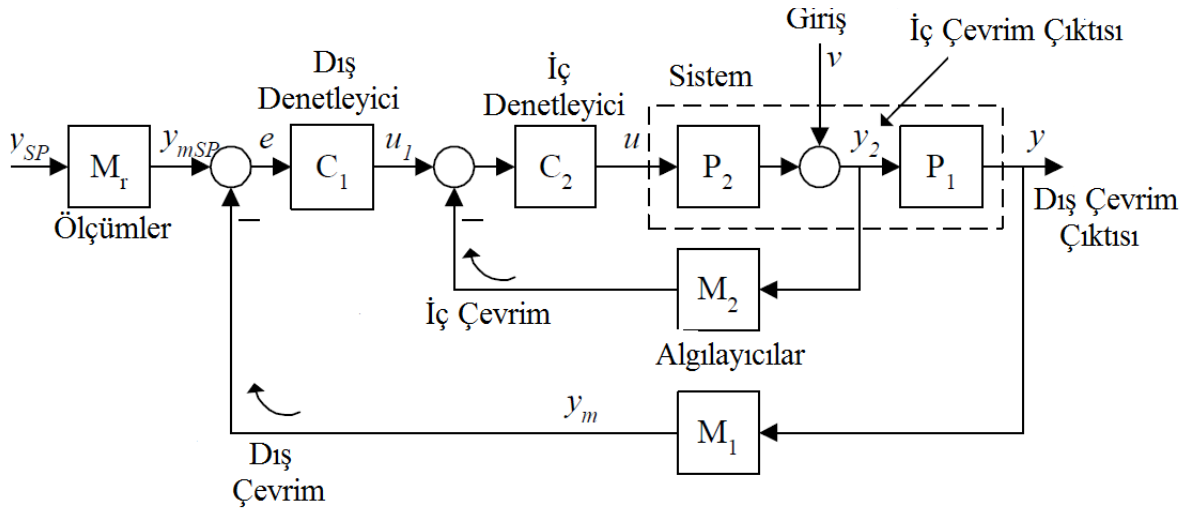 Giriş
İç Çevrim Çıktısı
Dış
Denetleyici
İç
Denetleyici
Sistem
v
y_SP
M_r
y_mSP
e
C_1
u_1
C_2
u
P_2
y_2
P_1
y
Ölçümler
Dış Çevrim
Çıktısı
M_2
İç Çevrim
Algılayıcılar
y_m
M_1
Dış
Çevrim